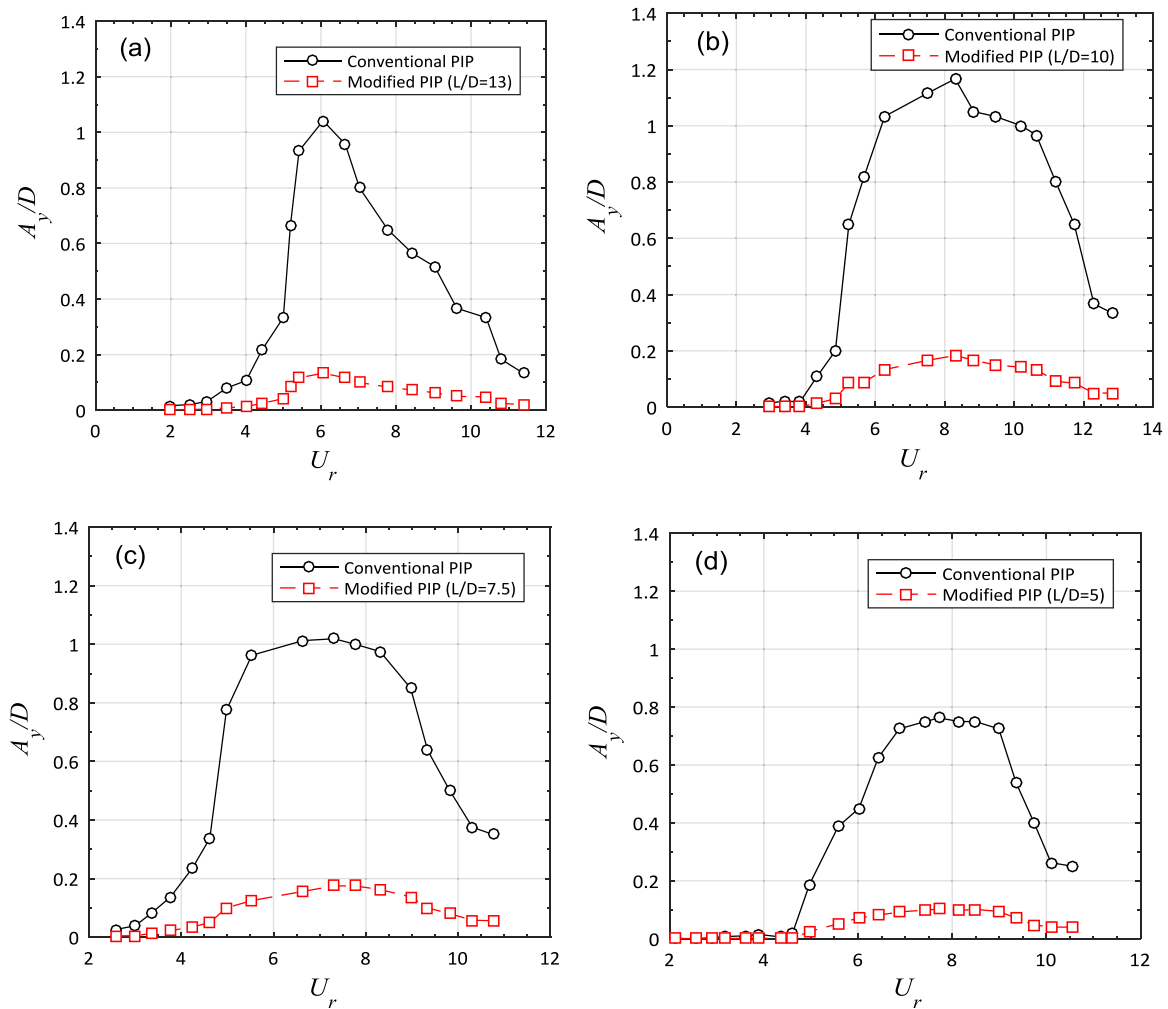 (a)
Conventional PIP
Modified PIP (L/D=13)
1.4
1.2
1
0.8
0.6
0.4
0.2
0
A_y/D
0 2 4 6 8 10 12
U_r
(b)
Conventional PIP
Modified PIP (L/D=10)
1.4
1.2
1
0.8
0.6
0.4
0.2
0
A_y/D
0 2 4 6 8 10 12 14
U_r
(c)
Conventional PIP
Modified PIP (L/D=7.5)
1.4
1.2
1
0.8
0.6
0.4
0.2
0
A_y/D
2 4 6 8 10 12
U_r
(d)
Conventional PIP
Modified PIP (L/D=5)
1.4
1.2
1
0.8
0.6
0.4
0.2
0
A_y/D
2 4 6 8 10 12
U_r